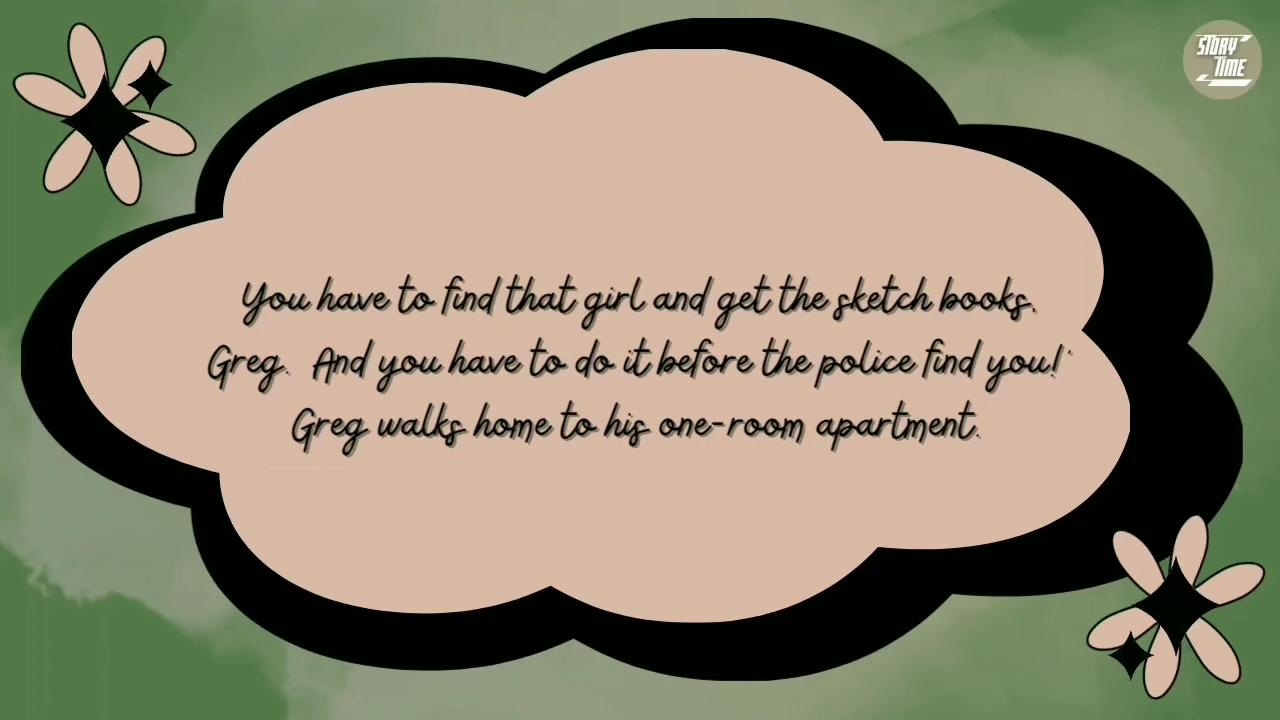 STORY
TIME
You have to find that girl and get the sketch books.
Greg. And you have to do it before the police find you!'
Greg walks home to his one-room apartment.